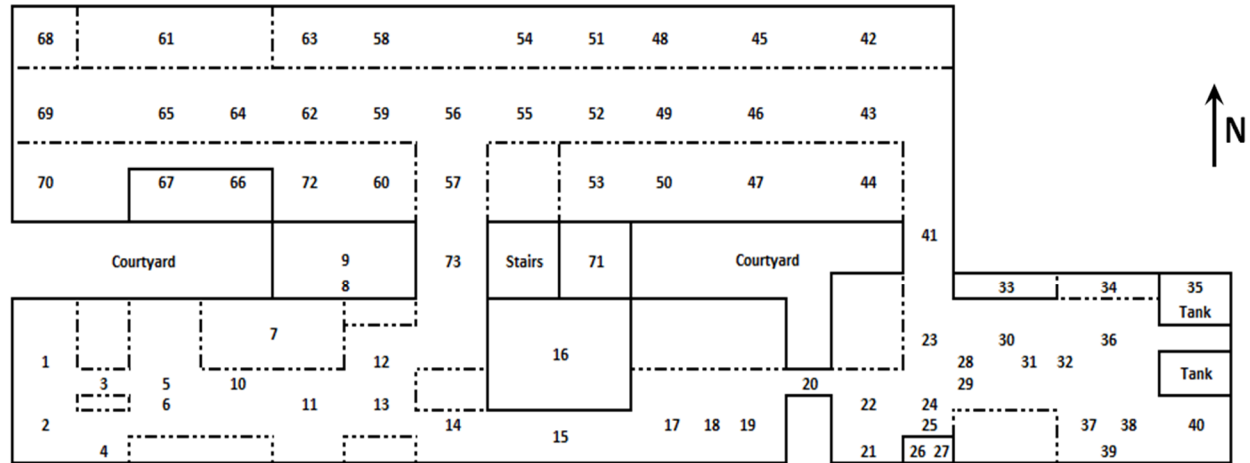 68 61 63 58 54 51 48 45 42
69 65 64 62 59 56 55 52 49 46 43
N
70 67 66 72 60 57 53 50 47 44
41
Courtyard 9 73 Stairs 71 Courtyard
8 33 34 35
Tank
7
23 30 36
1 12 16 28 31 32
Tank
3 5 10 20 29
6 11 13 22 24
2 14 17 18 19 25 37 38 40
15
4 21 26 27 39